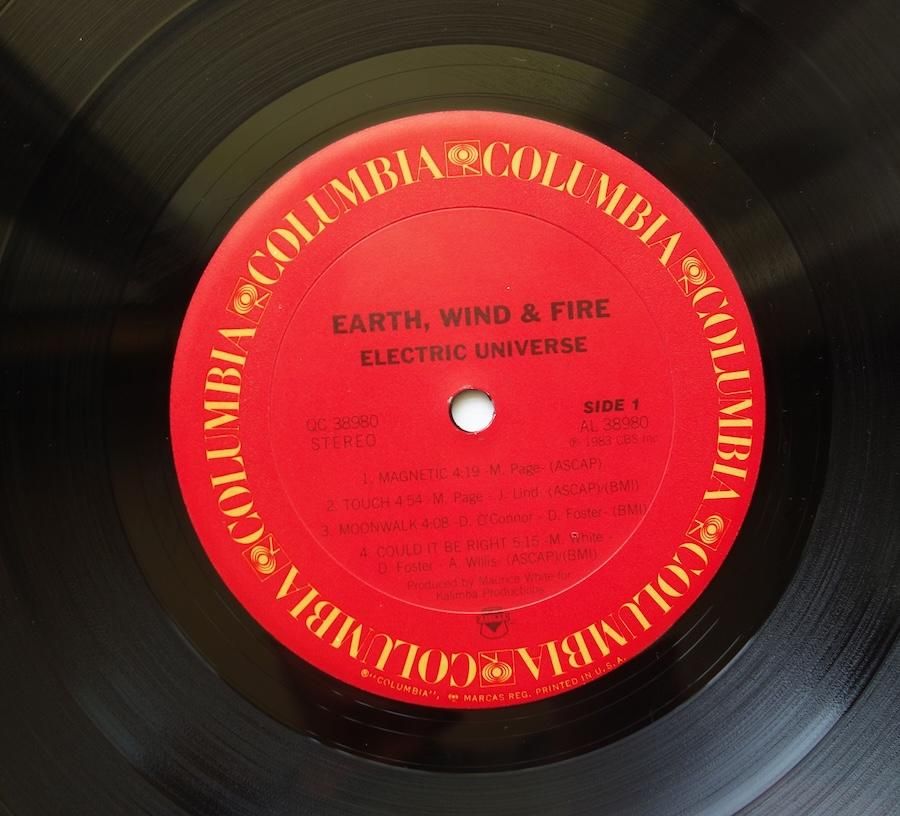 COLUMBIA COLUMBIA COLUMBIA COLUMBIA COLUMBIA COLUMBIA COLUMBIA
EARTH, WIND & FIRE
ELECTRIC UNIVERSE
QC 38980
STEREO
SIDE 1
AL 38980
℗ 1983 CBS Inc.
1. MAGNETIC 4:19 -M. Page- (ASCAP)
2. TOUCH 4:54 -M. Page - J. Lind- (ASCAP)/(BMI)
3. MOONWALK 4:08 -D. O'Connor - D. Foster- (BMI)
4. COULD IT BE RIGHT 5:15 -M. White -
D. Foster - A. Willis- (ASCAP)/(BMI)
Produced by Maurice White for
Kalimba Productions
®"COLUMBIA", MARCAS REG. PRINTED IN U.S.A.